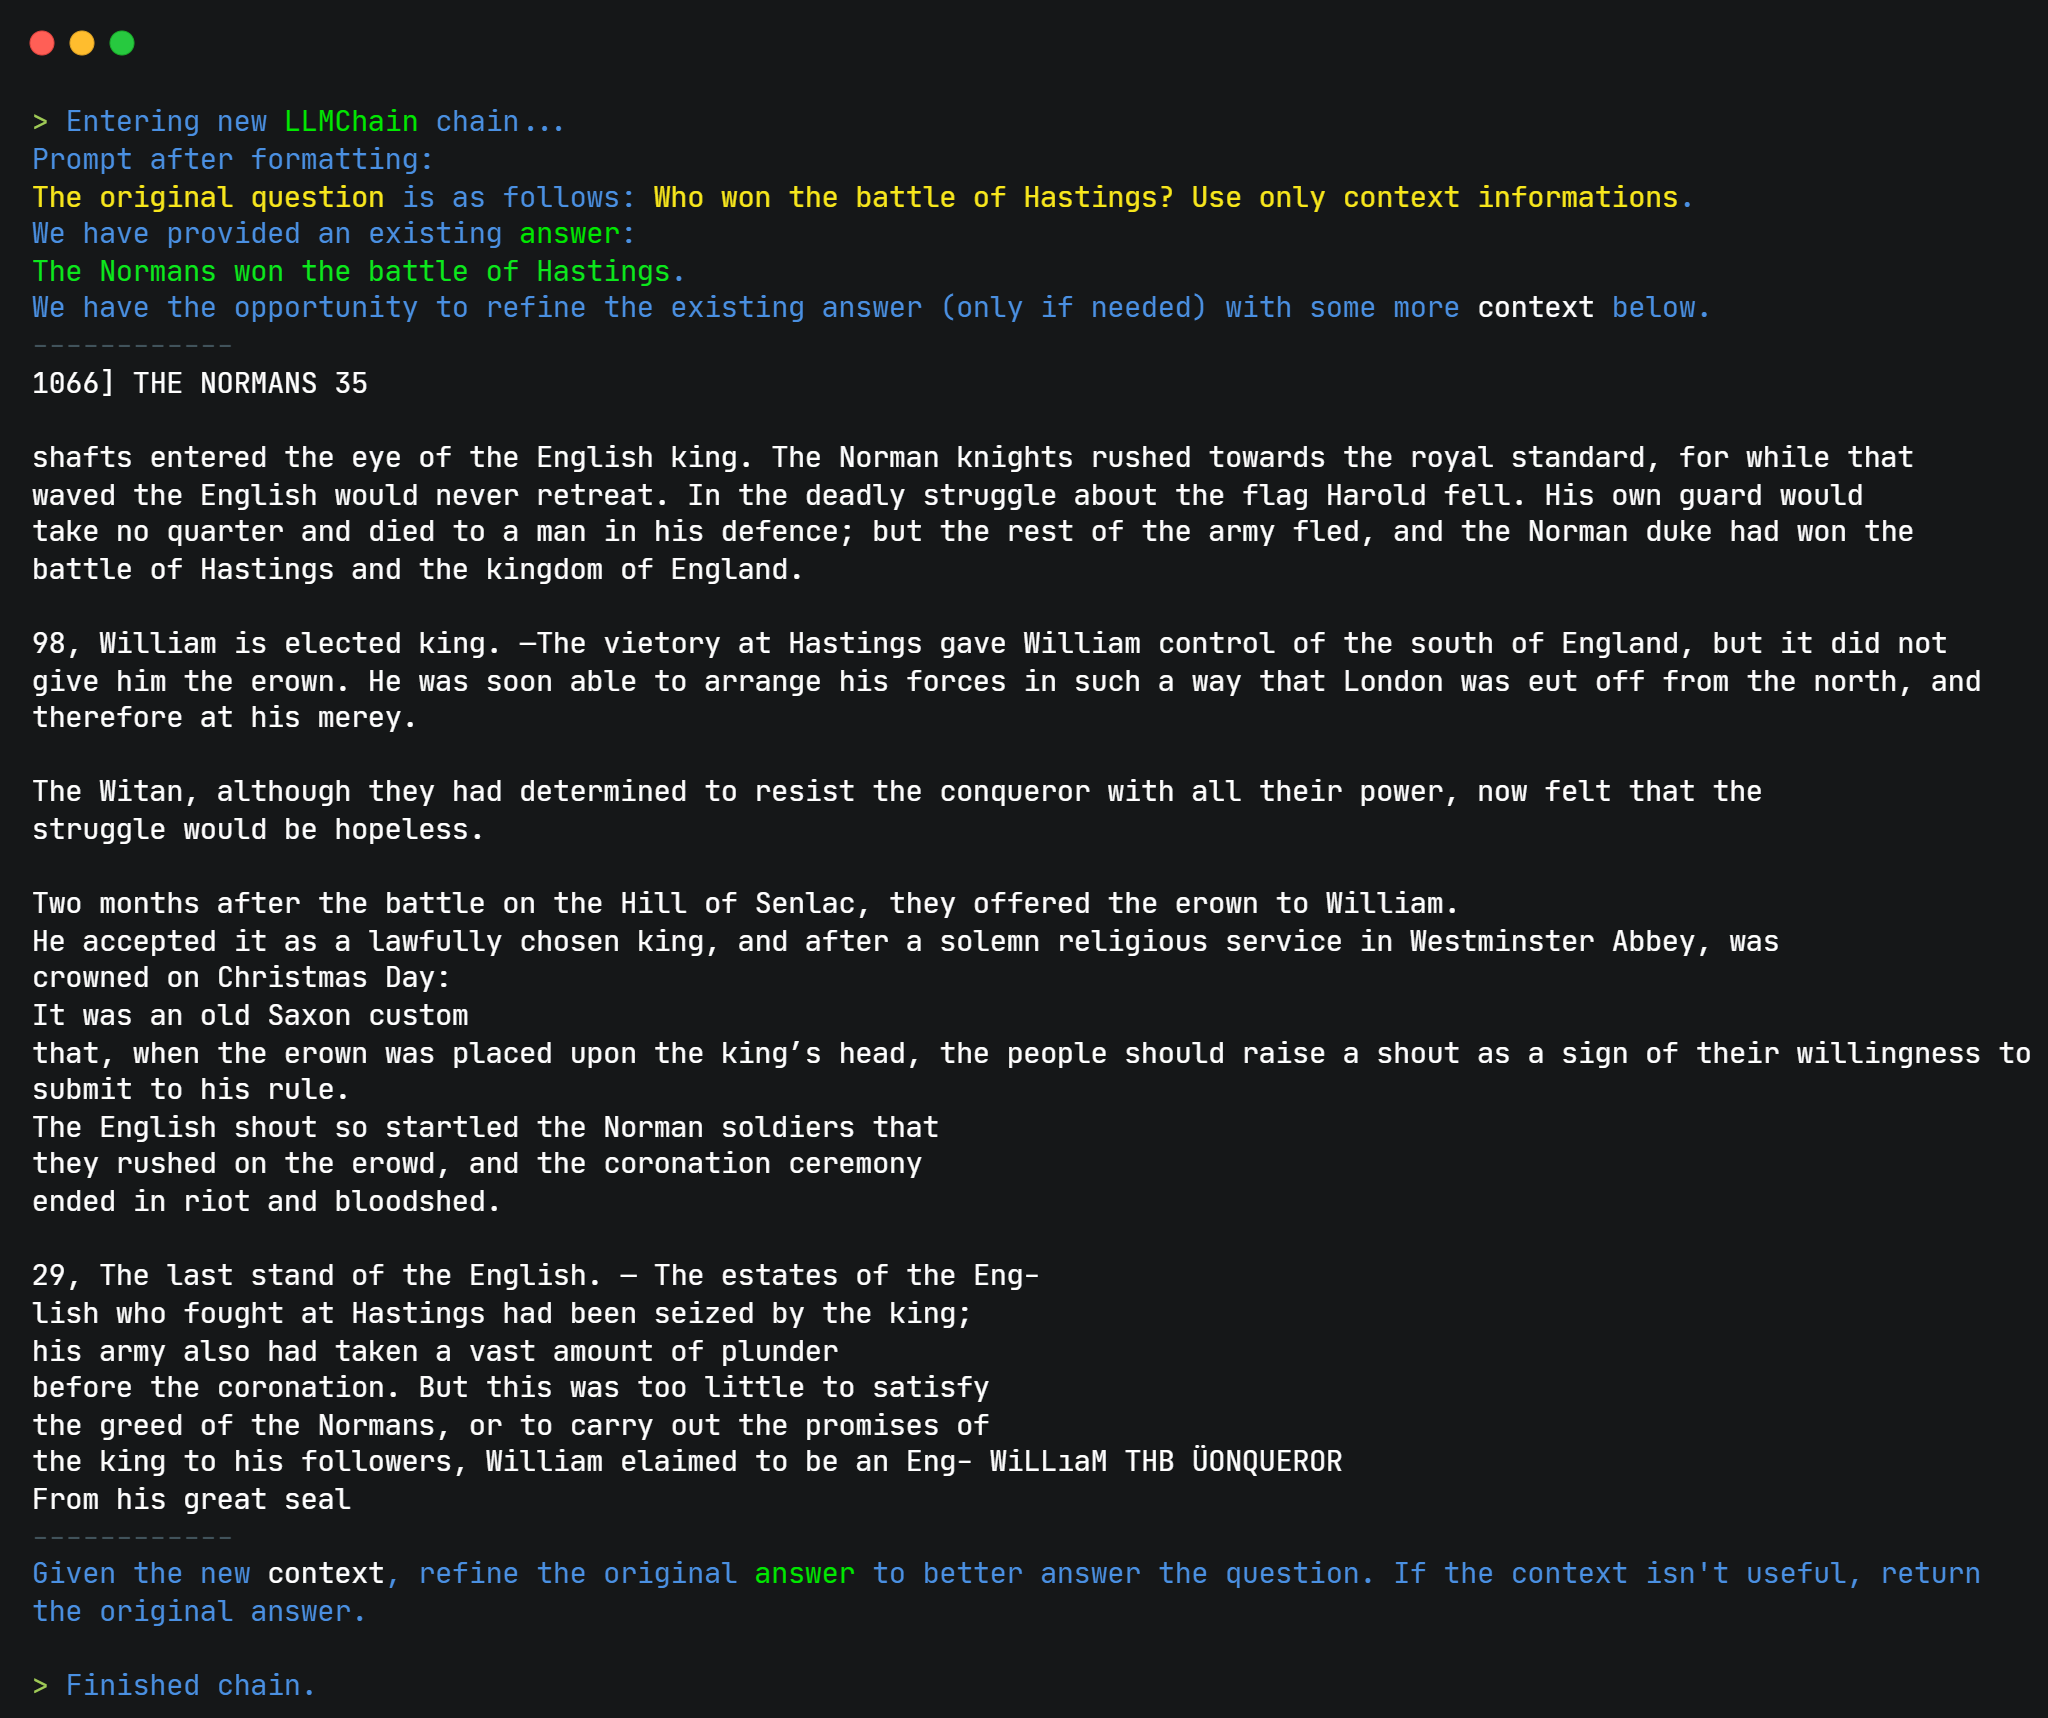 > Entering new LLMChain chain...
Prompt after formatting:
The original question is as follows: Who won the battle of Hastings? Use only context informations.
We have provided an existing answer:
The Normans won the battle of Hastings.
We have the opportunity to refine the existing answer (only if needed) with some more context below.
------------
1066] THE NORMANS 35
shafts entered the eye of the English king. The Norman knights rushed towards the royal standard, for while that
waved the English would never retreat. In the deadly struggle about the flag Harold fell. His own guard would
take no quarter and died to a man in his defence; but the rest of the army fled, and the Norman duke had won the
battle of Hastings and the kingdom of England.
98, William is elected king. —The vietory at Hastings gave William control of the south of England, but it did not
give him the erown. He was soon able to arrange his forces in such a way that London was eut off from the north, and
therefore at his merey.
The Witan, although they had determined to resist the conqueror with all their power, now felt that the
struggle would be hopeless.
Two months after the battle on the Hill of Senlac, they offered the erown to William.
He accepted it as a lawfully chosen king, and after a solemn religious service in Westminster Abbey, was
crowned on Christmas Day:
It was an old Saxon custom
that, when the erown was placed upon the king’s head, the people should raise a shout as a sign of their willingness to
submit to his rule.
The English shout so startled the Norman soldiers that
they rushed on the erowd, and the coronation ceremony
ended in riot and bloodshed.
29, The last stand of the English. — The estates of the Eng-
lish who fought at Hastings had been seized by the king;
his army also had taken a vast amount of plunder
before the coronation. But this was too little to satisfy
the greed of the Normans, or to carry out the promises of
the king to his followers, William elaimed to be an Eng- WiLLıaM THB ÜONQUEROR
From his great seal
------------
Given the new context, refine the original answer to better answer the question. If the context isn't useful, return
the original answer.
> Finished chain.